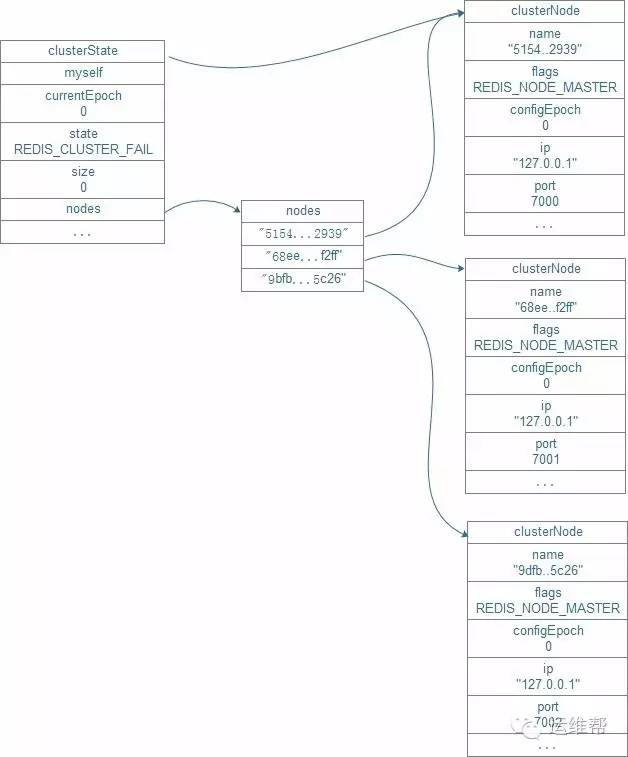 clusterState
myself
currentEpoch
0
state
REDIS_CLUSTER_FAIL
size
0
nodes
...
nodes
"5154...2939"
"68ee...f2ff"
"9bfb...5c26"
clusterNode
name
"5154..2939"
flags
REDIS_NODE_MASTER
configEpoch
0
ip
"127.0.0.1"
port
7000
...
clusterNode
name
"68ee..f2ff"
flags
REDIS_NODE_MASTER
configEpoch
0
ip
"127.0.0.1"
port
7001
...
clusterNode
name
"9dfb..5c26"
flags
REDIS_NODE_MASTER
configEpoch
0
ip
"127.0.0.1"
port
7002
...
运维帮